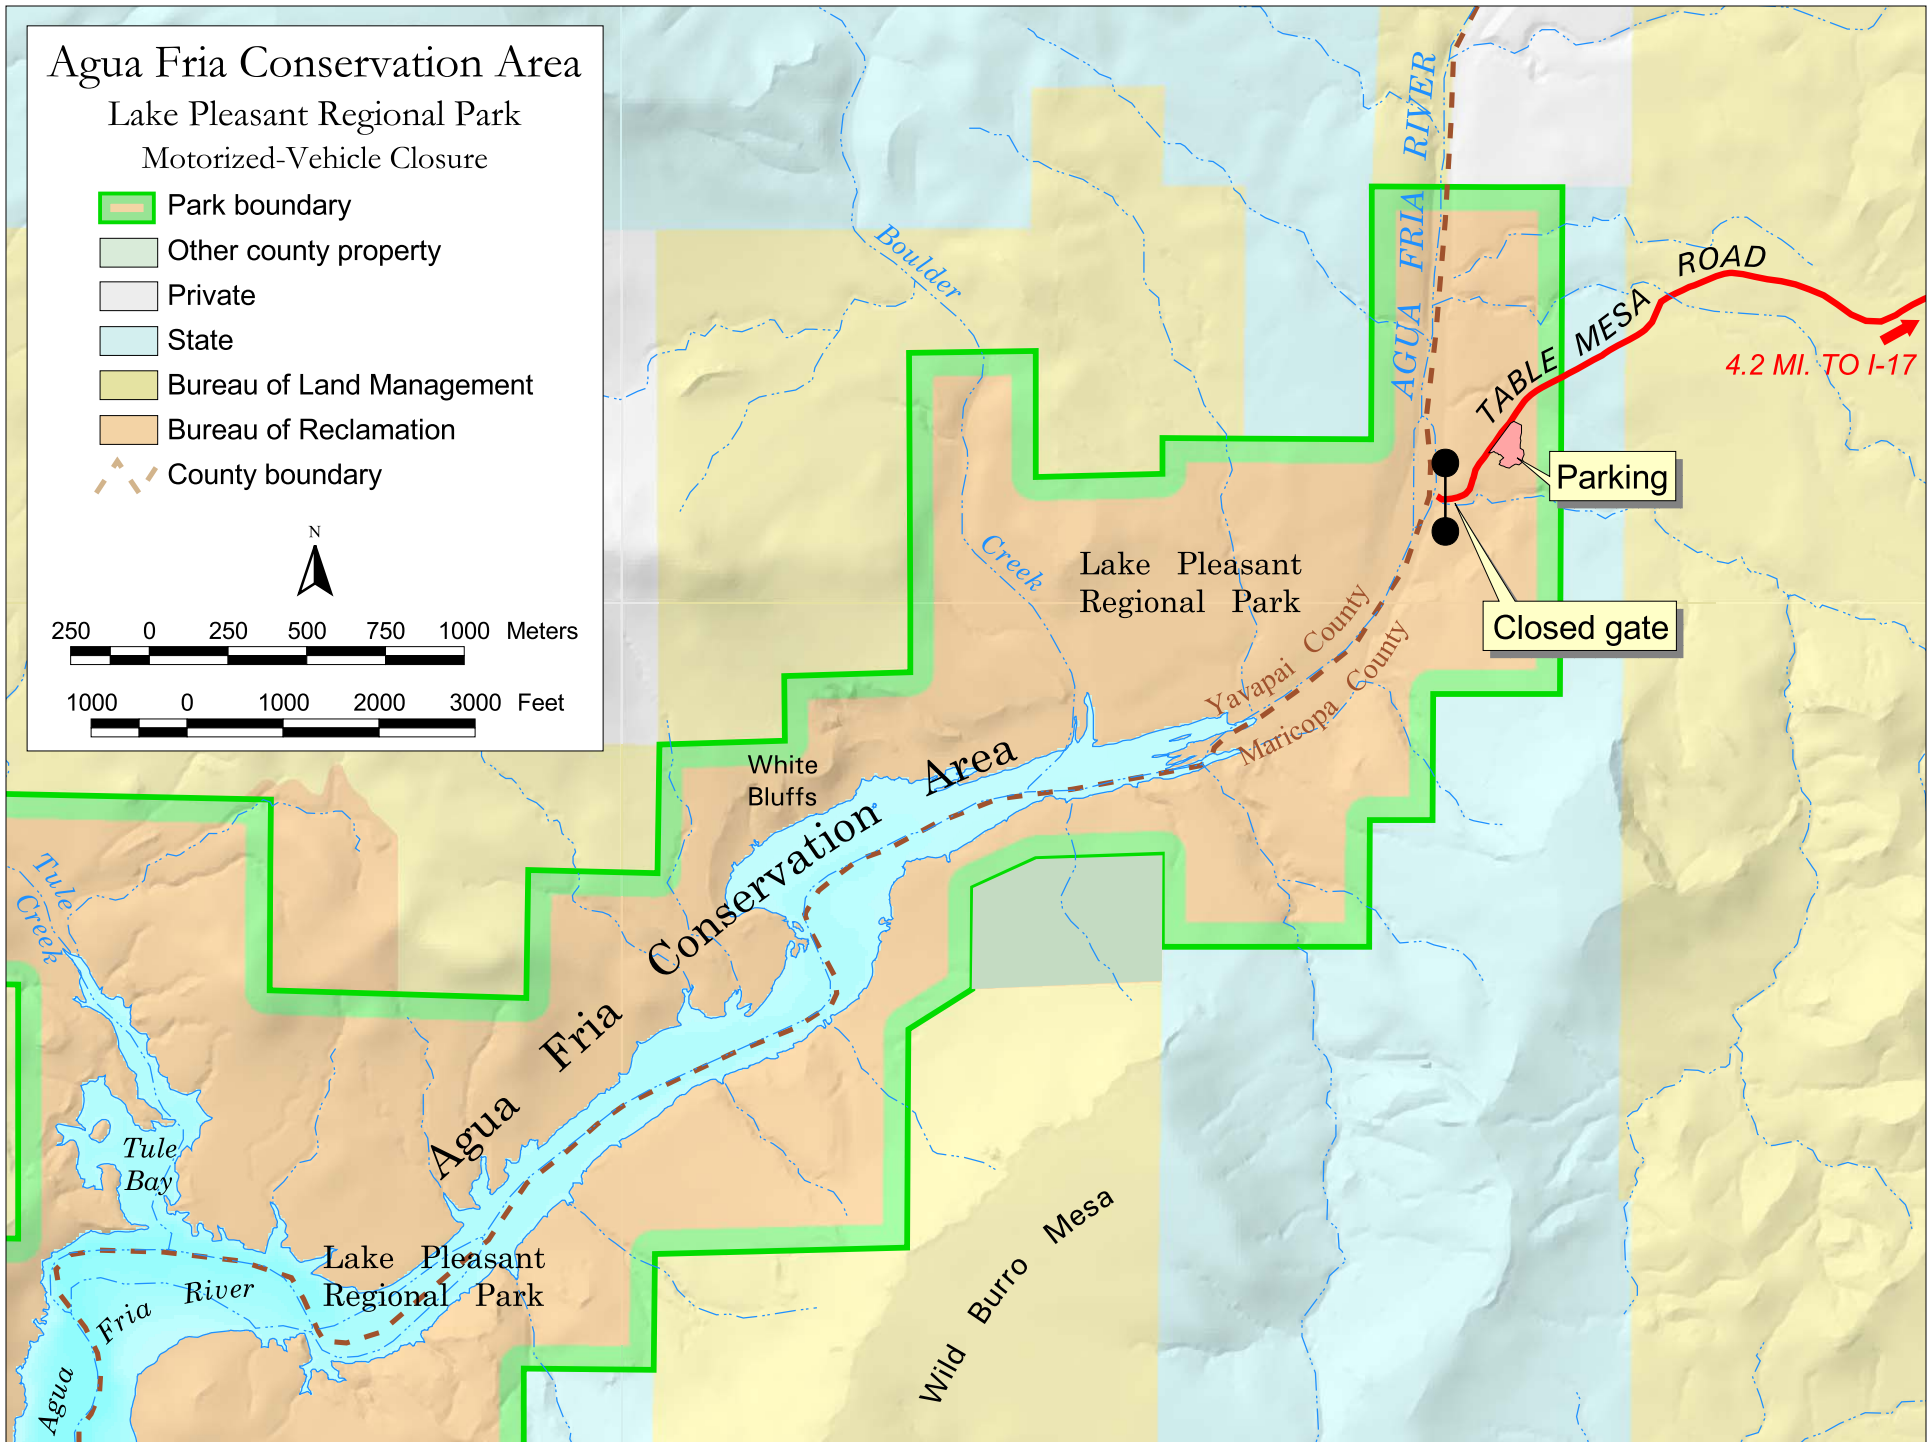 Agua Fria Conservation Area
Lake Pleasant Regional Park
Motorized-Vehicle Closure
Park boundary
Other county property
Private
State
Bureau of Land Management
Bureau of Reclamation
County boundary
N
250 0 250 500 750 1000 Meters
1000 0 1000 2000 3000 Feet
AGUA FRIA RIVER
Boulder
Creek
TABLE MESA ROAD
4.2 MI. TO I-17
Parking
Closed gate
Lake Pleasant
Regional Park
Yavapai County
Maricopa County
White
Bluffs
Agua Fria Conservation Area
Tule
Creek
Tule
Bay
Lake Pleasant
Regional Park
Agua Fria River
Wild Burro Mesa